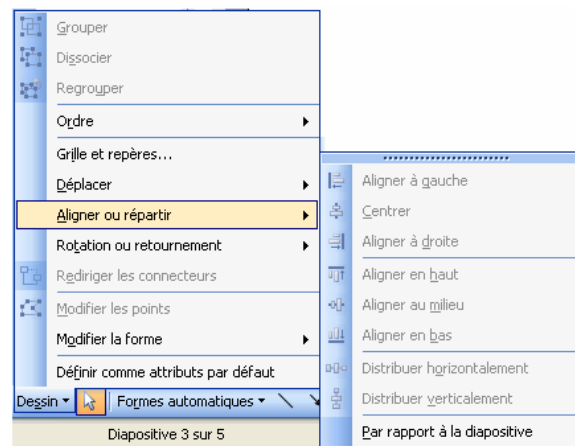 Grouper
Dissocier
Regrouper
Ordre
Grille et repères...
Déplacer
Aligner ou répartir
Rotation ou retournement
Rediriger les connecteurs
Modifier les points
Modifier la forme
Définir comme attributs par défaut
Aligner à gauche
Centrer
Aligner à droite
Aligner en haut
Aligner au milieu
Aligner en bas
Distribuer horizontalement
Distribuer verticalement
Par rapport à la diapositive
Dessin Formes automatiques
Diapositive 3 sur 5